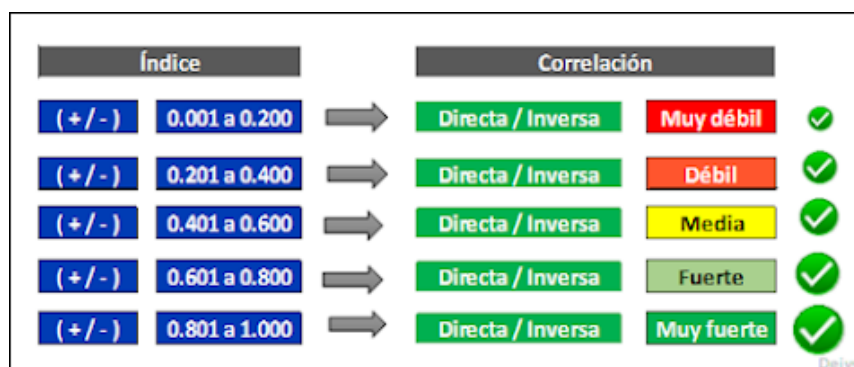 Índice Correlación
(+/-) 0.001 a 0.200 Directa / Inversa Muy débil
(+/-) 0.201 a 0.400 Directa / Inversa Débil
(+/-) 0.401 a 0.600 Directa / Inversa Media
(+/-) 0.601 a 0.800 Directa / Inversa Fuerte
(+/-) 0.801 a 1.000 Directa / Inversa Muy fuerte